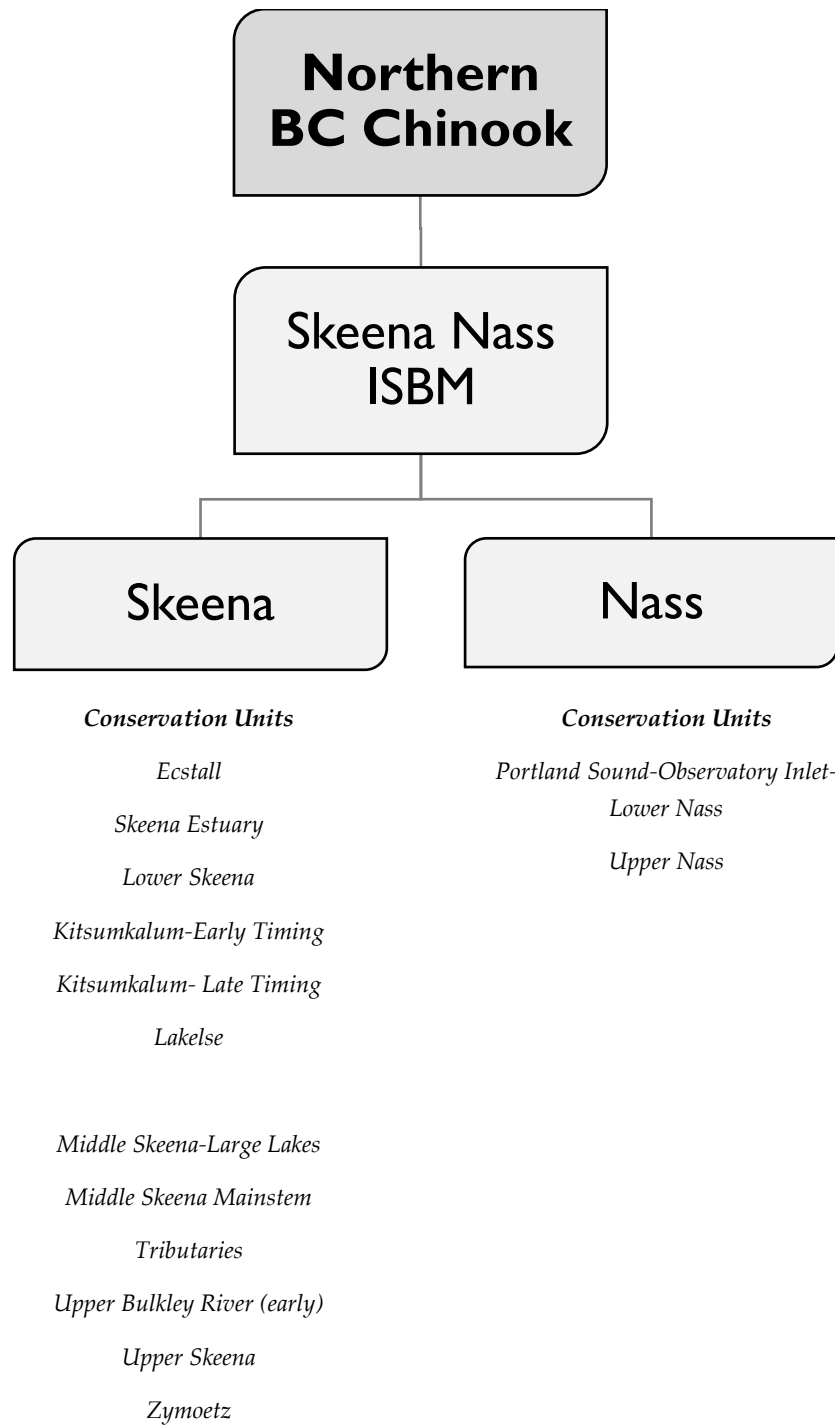 Northern
BC Chinook
Skeena Nass
ISBM
Skeena
Nass
Conservation Units
Ecstall
Skeena Estuary
Lower Skeena
Kitsumkalum-Early Timing
Kitsumkalum- Late Timing
Lakelse
Middle Skeena-Large Lakes
Middle Skeena Mainstem
Tributaries
Upper Bulkley River (early)
Upper Skeena
Zymoetz
Conservation Units
Portland Sound-Observatory Inlet-
Lower Nass
Upper Nass